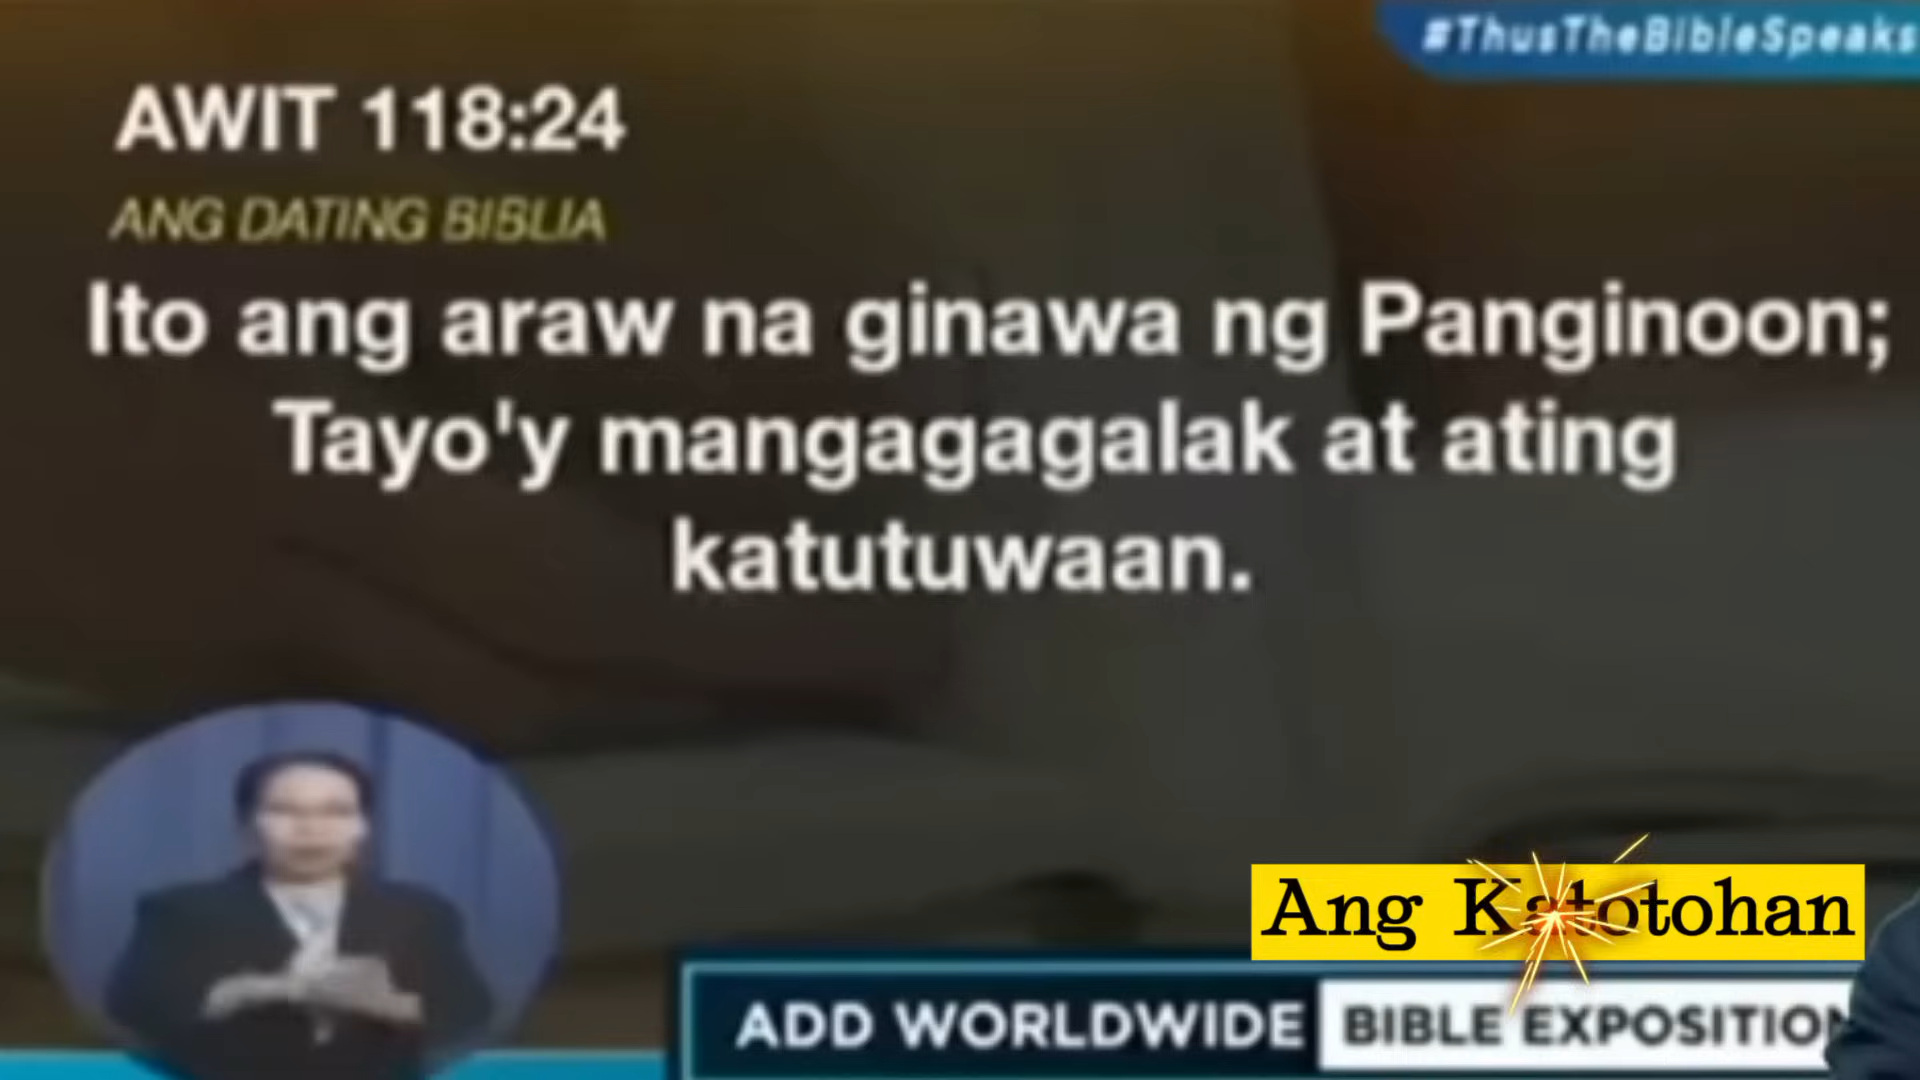 #ThusTheBibleSpeaks
AWIT 118:24
ANG DATING BIBLIA
Ito ang araw na ginawa ng Panginoon;
Tayo'y mangagagalak at ating
katutuwaan.
Ang Katotohan
ADD WORLDWIDE BIBLE EXPOSITION